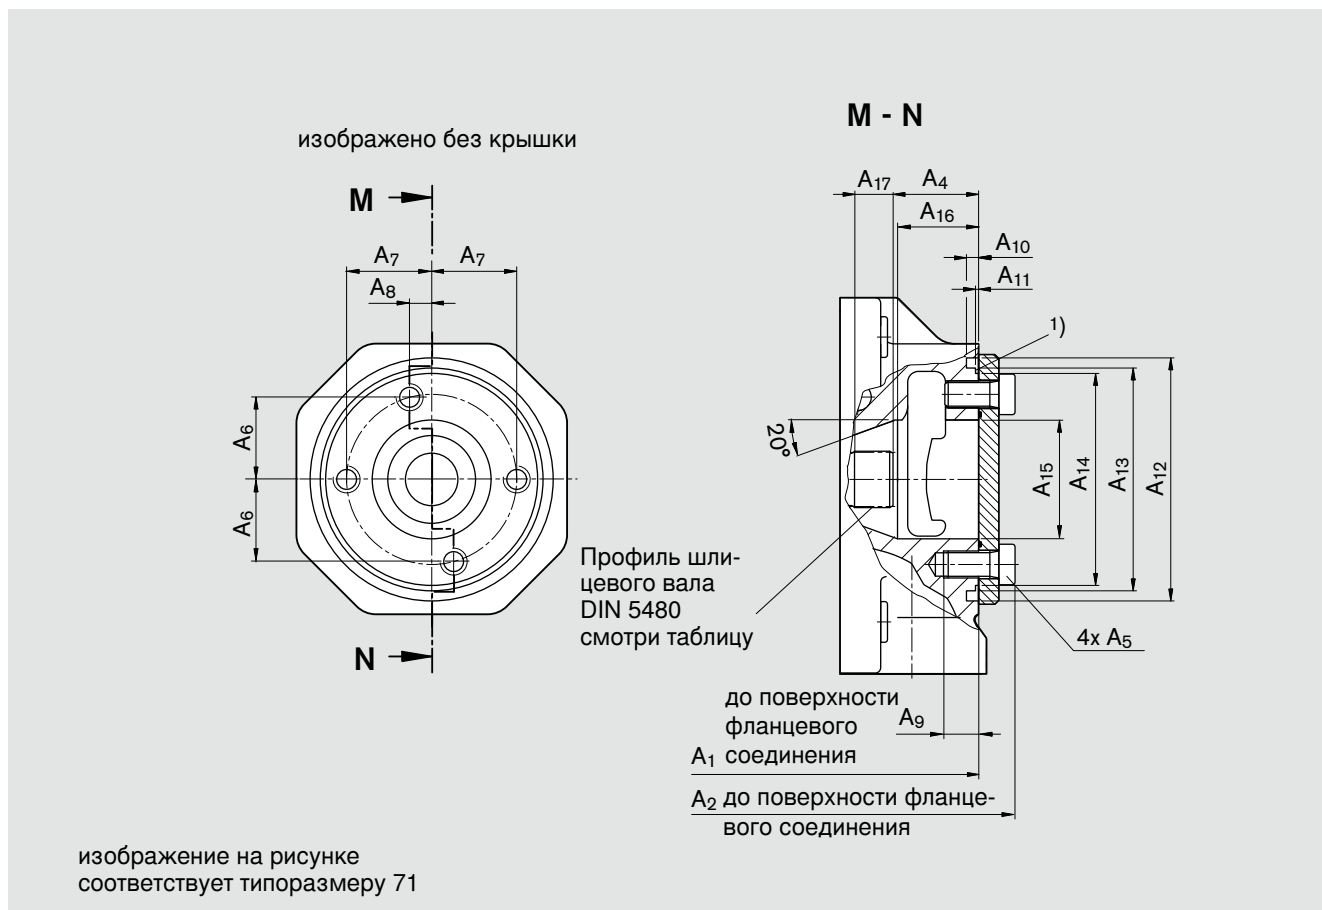 изображено без крышки
M - N
M
A7
A7
A8
A6
A6
N
A17
A4
A16
A10
A11
1)
20°
A15
A14
A13
A12
Профиль шли-
цевого вала
DIN 5480
смотри таблицу
4x A5
до поверхности
фланцевого
A1 соединения
A9
A2 до поверхности фланце-
вого соединения
изображение на рисунке
соответствует типоразмеру 71